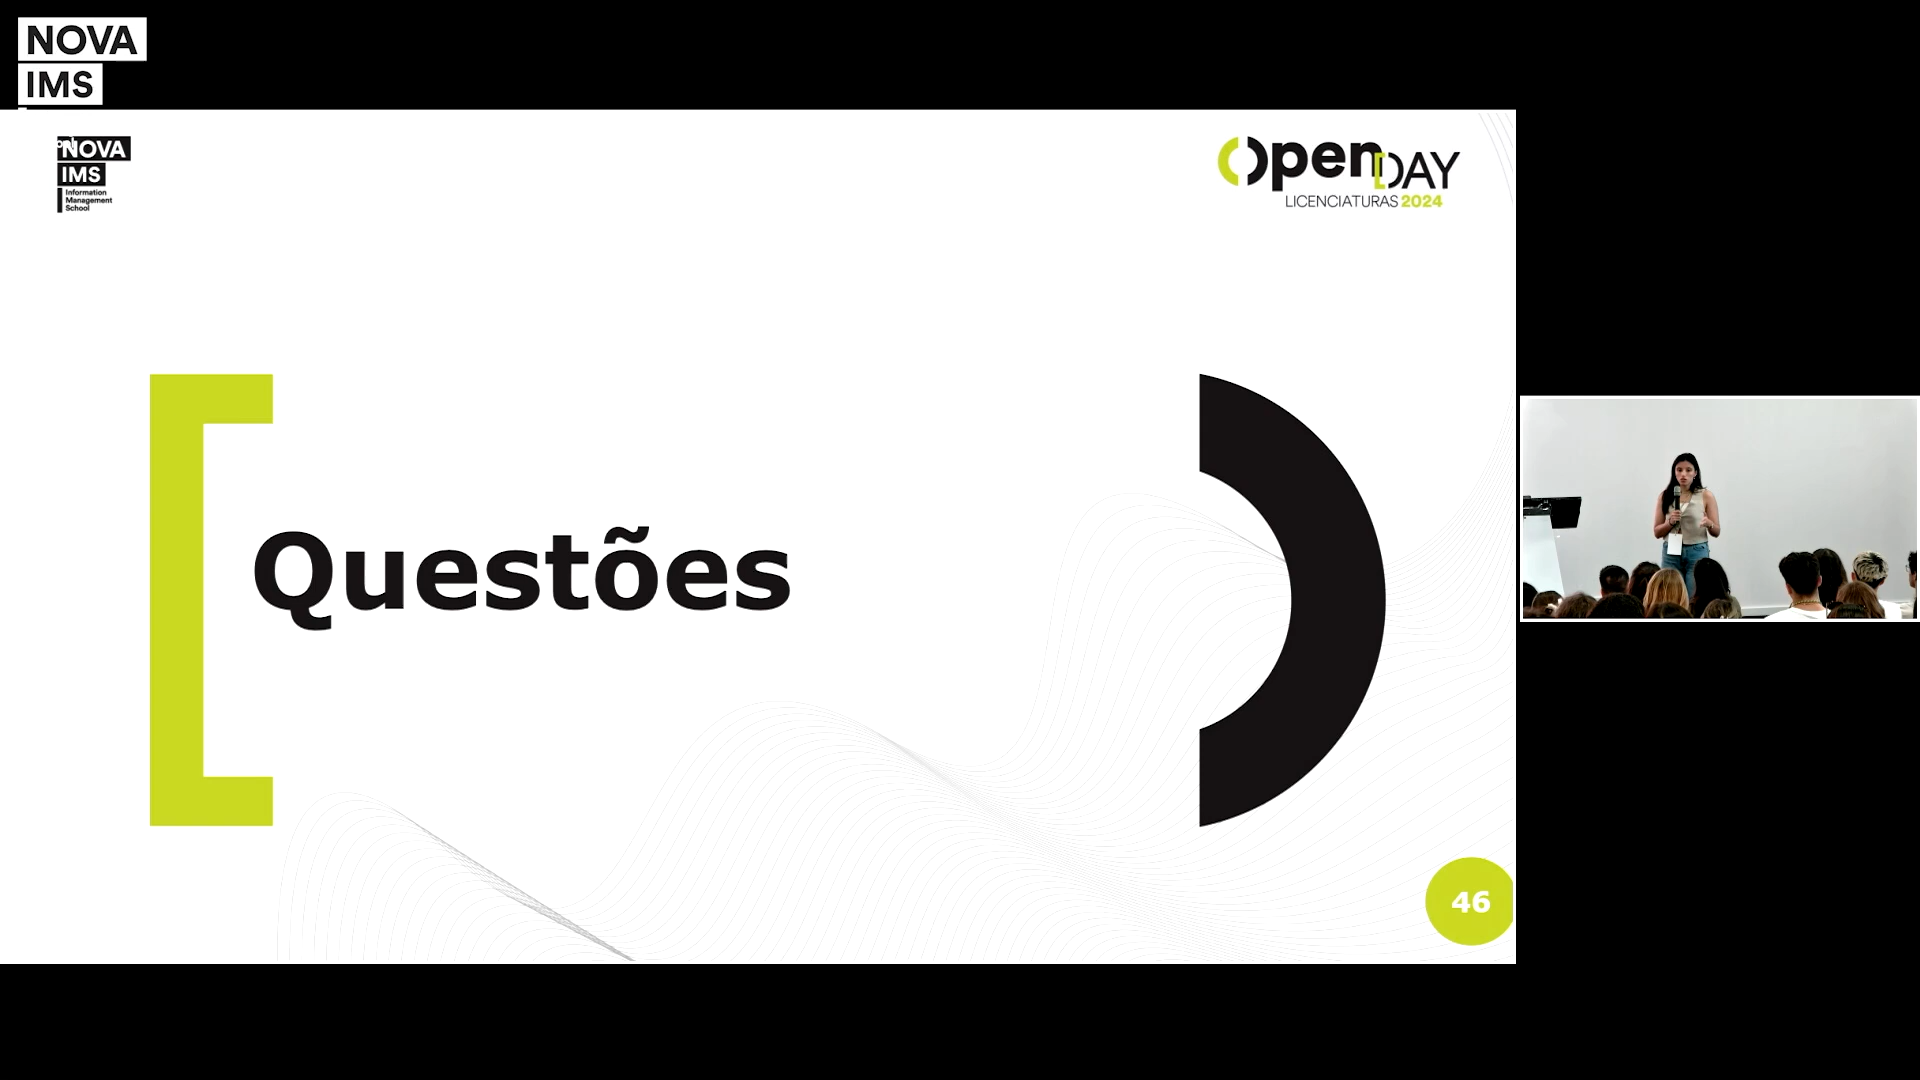 NOVA
IMS
NOVA
IMS
Information
Management
School
Open DAY
LICENCIATURAS 2024
Questões
46